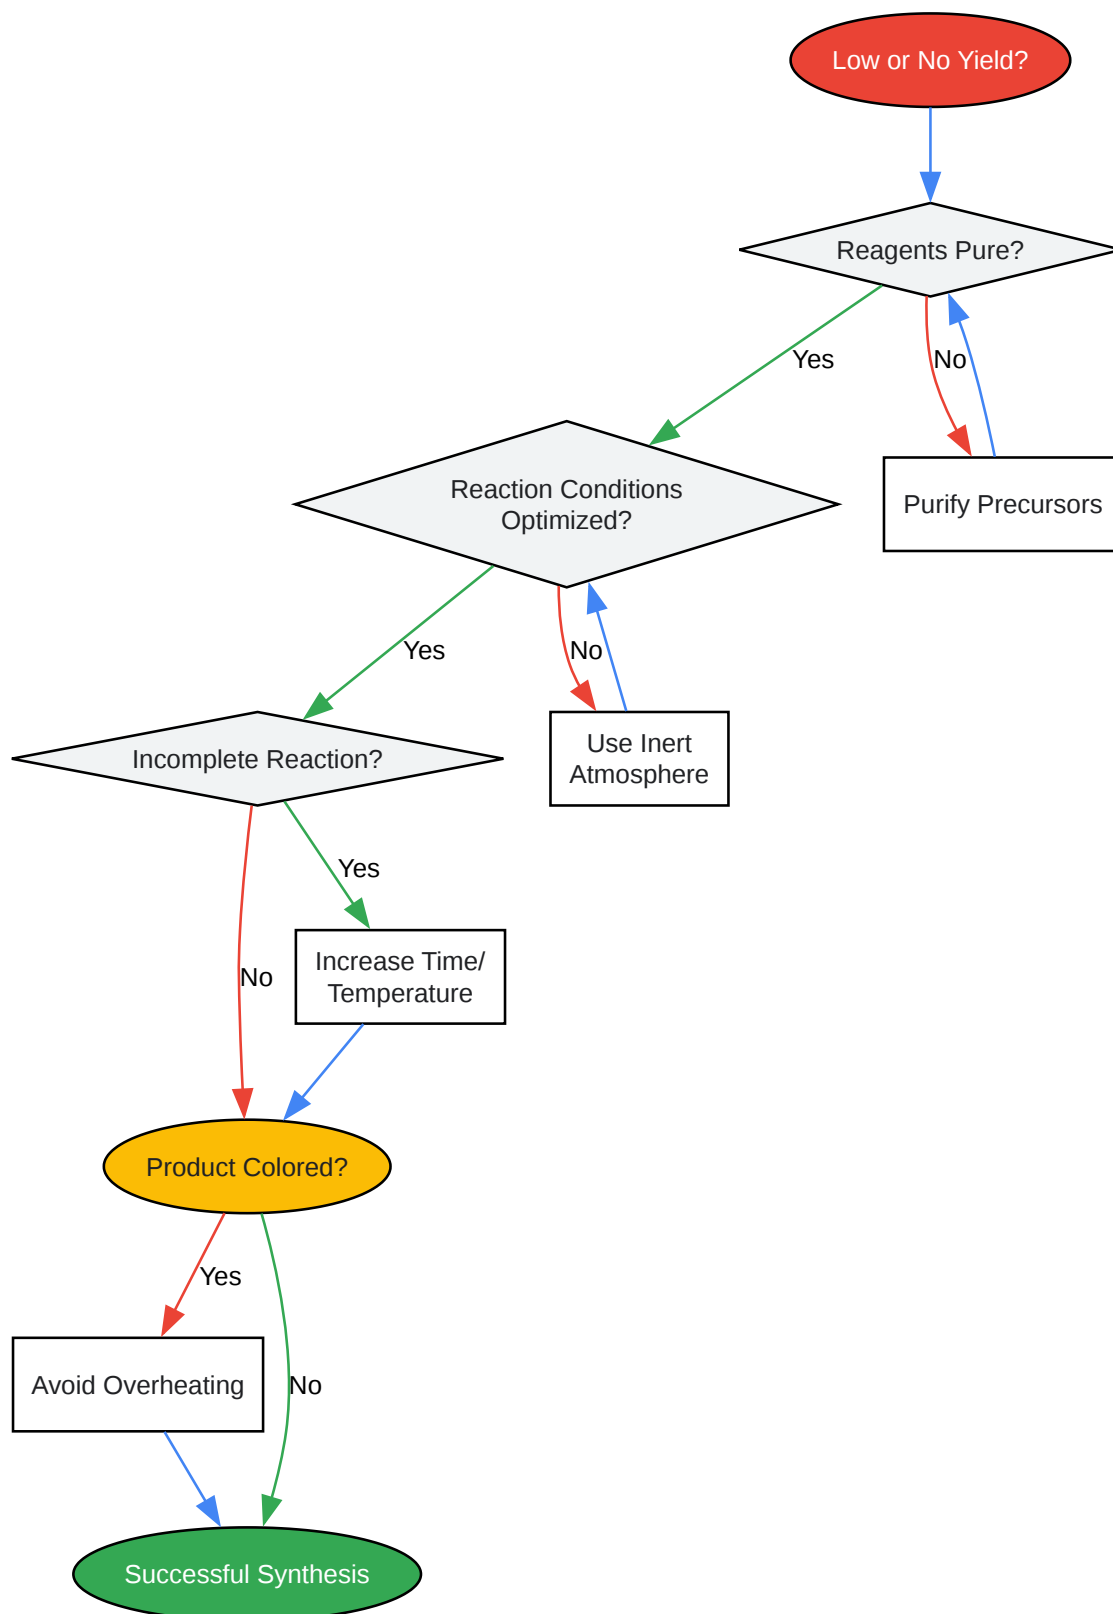 Low or No Yield?
Reagents Pure?
Yes
No
Reaction Conditions
Optimized?
Purify Precursors
Yes
No
Use Inert
Atmosphere
Incomplete Reaction?
Yes
No
Increase Time/
Temperature
Product Colored?
Yes
Avoid Overheating
No
Successful Synthesis